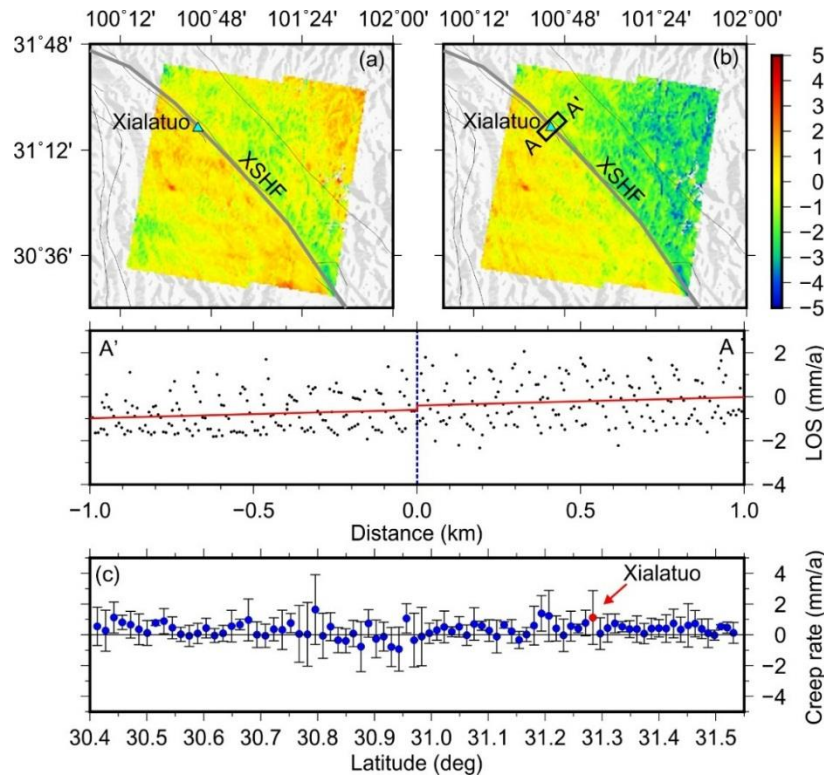 100°12' 100°48' 101°24' 102°00' 100°12' 100°48' 101°24' 102°00'
31°48'
31°12'
30°36'
(a)
Xialatuo
XSHF
(b)
Xialatuo
A
A'
XSHF
5
4
3
2
1
0
−1
−2
−3
−4
−5
A'
A
2
0
−2
−4
LOS (mm/a)
−1.0 −0.5 0.0 0.5 1.0
Distance (km)
(c)
Xialatuo
4
2
0
−2
−4
Creep rate (mm/a)
30.4 30.5 30.6 30.7 30.8 30.9 31.0 31.1 31.2 31.3 31.4 31.5
Latitude (deg)